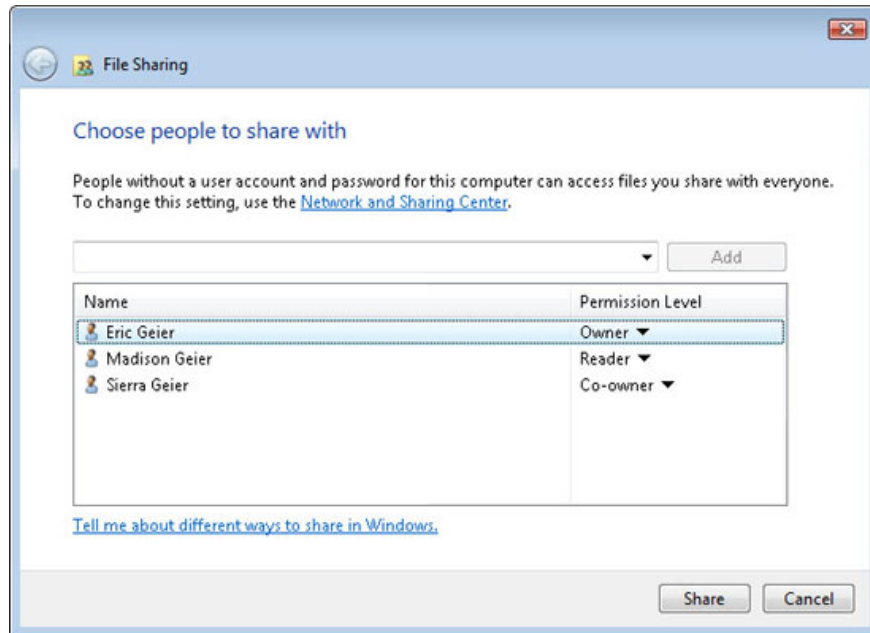 File Sharing
Choose people to share with
People without a user account and password for this computer can access files you share with everyone.
To change this setting, use the Network and Sharing Center.
Add
Name Permission Level
Eric Geier Owner
Madison Geier Reader
Sierra Geier Co-owner
Tell me about different ways to share in Windows.
Share Cancel